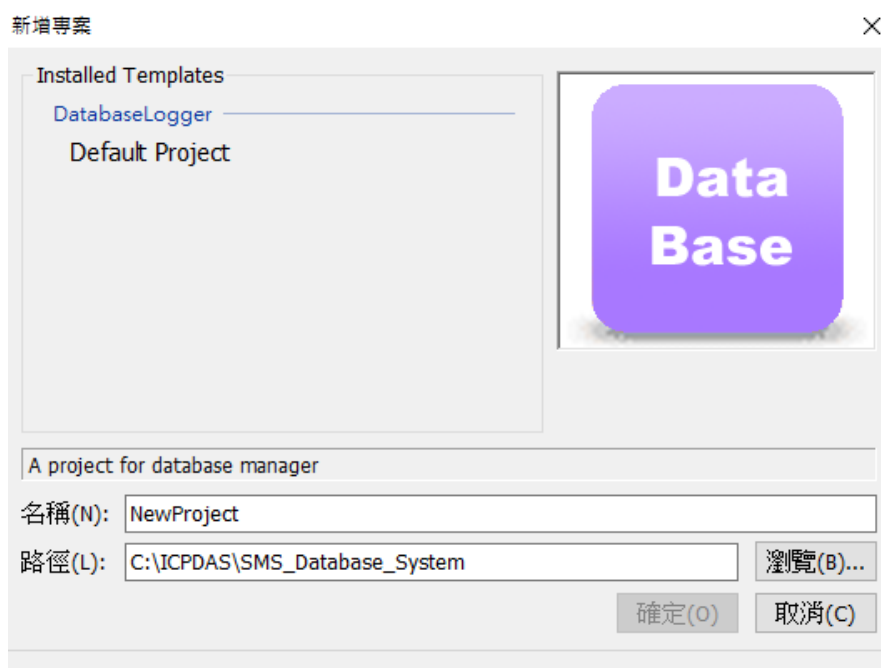 新增專案
Installed Templates
DatabaseLogger
Default Project
Data
Base
A project for database manager
名稱(N): NewProject
路徑(L): C:\ICPDAS\SMS_Database_System 瀏覽(B)...
確定(O) 取消(C)